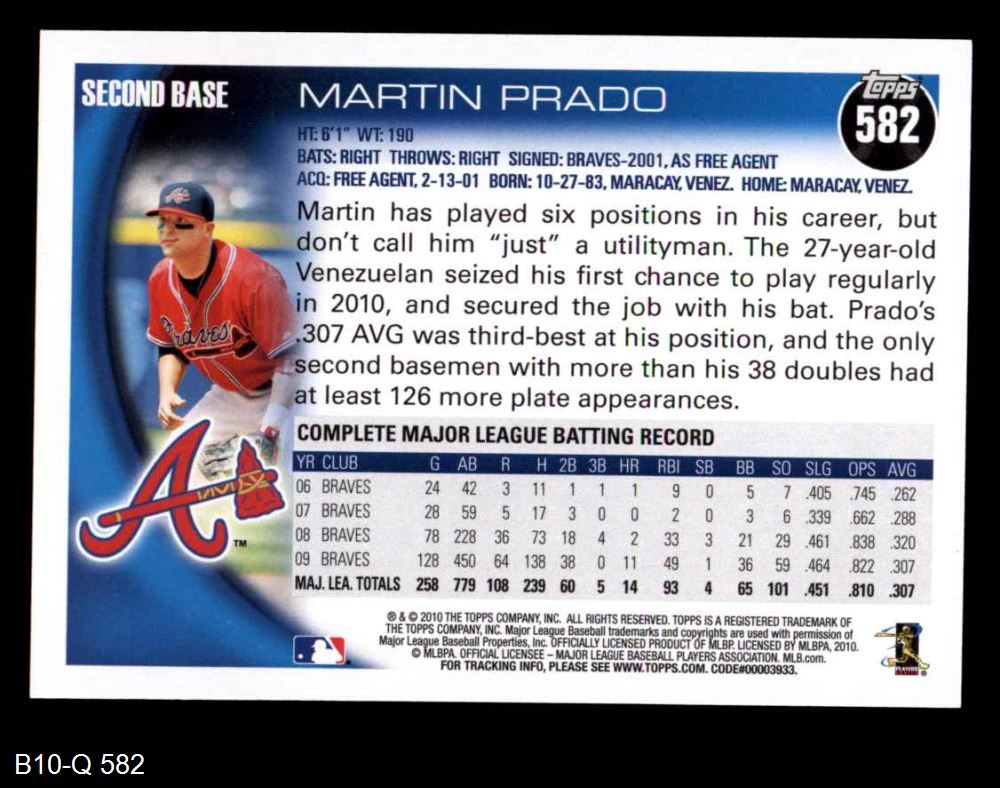 SECOND BASE
MARTIN PRADO
Topps
582
HT: 6'1" WT: 190
BATS: RIGHT THROWS: RIGHT SIGNED: BRAVES-2001, AS FREE AGENT
ACQ: FREE AGENT, 2-13-01 BORN: 10-27-83, MARACAY, VENEZ. HOME: MARACAY, VENEZ.
Martin has played six positions in his career, but
don't call him "just" a utilityman. The 27-year-old
Venezuelan seized his first chance to play regularly
in 2010, and secured the job with his bat. Prado's
.307 AVG was third-best at his position, and the only
second basemen with more than his 38 doubles had
at least 126 more plate appearances.
Braves
A
TM
COMPLETE MAJOR LEAGUE BATTING RECORD
YR CLUB G AB R H 2B 3B HR RBI SB BB SO SLG OPS AVG
06 BRAVES 24 42 3 11 1 1 1 9 0 5 7 .405 .745 .262
07 BRAVES 28 59 5 17 3 0 0 2 0 3 6 .339 .662 .288
08 BRAVES 78 228 36 73 18 4 2 33 3 21 29 .461 .838 .320
09 BRAVES 128 450 64 138 38 0 11 49 1 36 59 .464 .822 .307
MAJ. LEA. TOTALS 258 779 108 239 60 5 14 93 4 65 101 .451 .810 .307
® & © 2010 THE TOPPS COMPANY, INC. ALL RIGHTS RESERVED. TOPPS IS A REGISTERED TRADEMARK OF
THE TOPPS COMPANY, INC. Major League Baseball trademarks and copyrights are used with permission of
Major League Baseball Properties, Inc. OFFICIALLY LICENSED PRODUCT OF MLBP. LICENSED BY MLBPA, 2010.
© MLBPA. OFFICIAL LICENSEE – MAJOR LEAGUE BASEBALL PLAYERS ASSOCIATION. MLB.com.
FOR TRACKING INFO, PLEASE SEE WWW.TOPPS.COM. CODE#00003933.
B10-Q 582